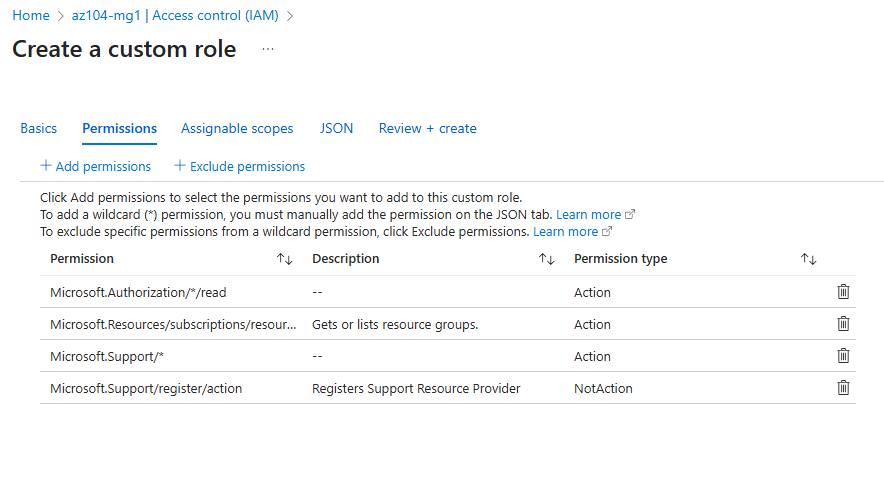 Home > az104-mg1 | Access control (IAM) >
Create a custom role ...
Basics Permissions Assignable scopes JSON Review + create
+ Add permissions + Exclude permissions
Click Add permissions to select the permissions you want to add to this custom role.
To add a wildcard (*) permission, you must manually add the permission on the JSON tab. Learn more
To exclude specific permissions from a wildcard permission, click Exclude permissions. Learn more
Permission Description Permission type
Microsoft.Authorization/*/read -- Action
Microsoft.Resources/subscriptions/resour... Gets or lists resource groups. Action
Microsoft.Support/* -- Action
Microsoft.Support/register/action Registers Support Resource Provider NotAction